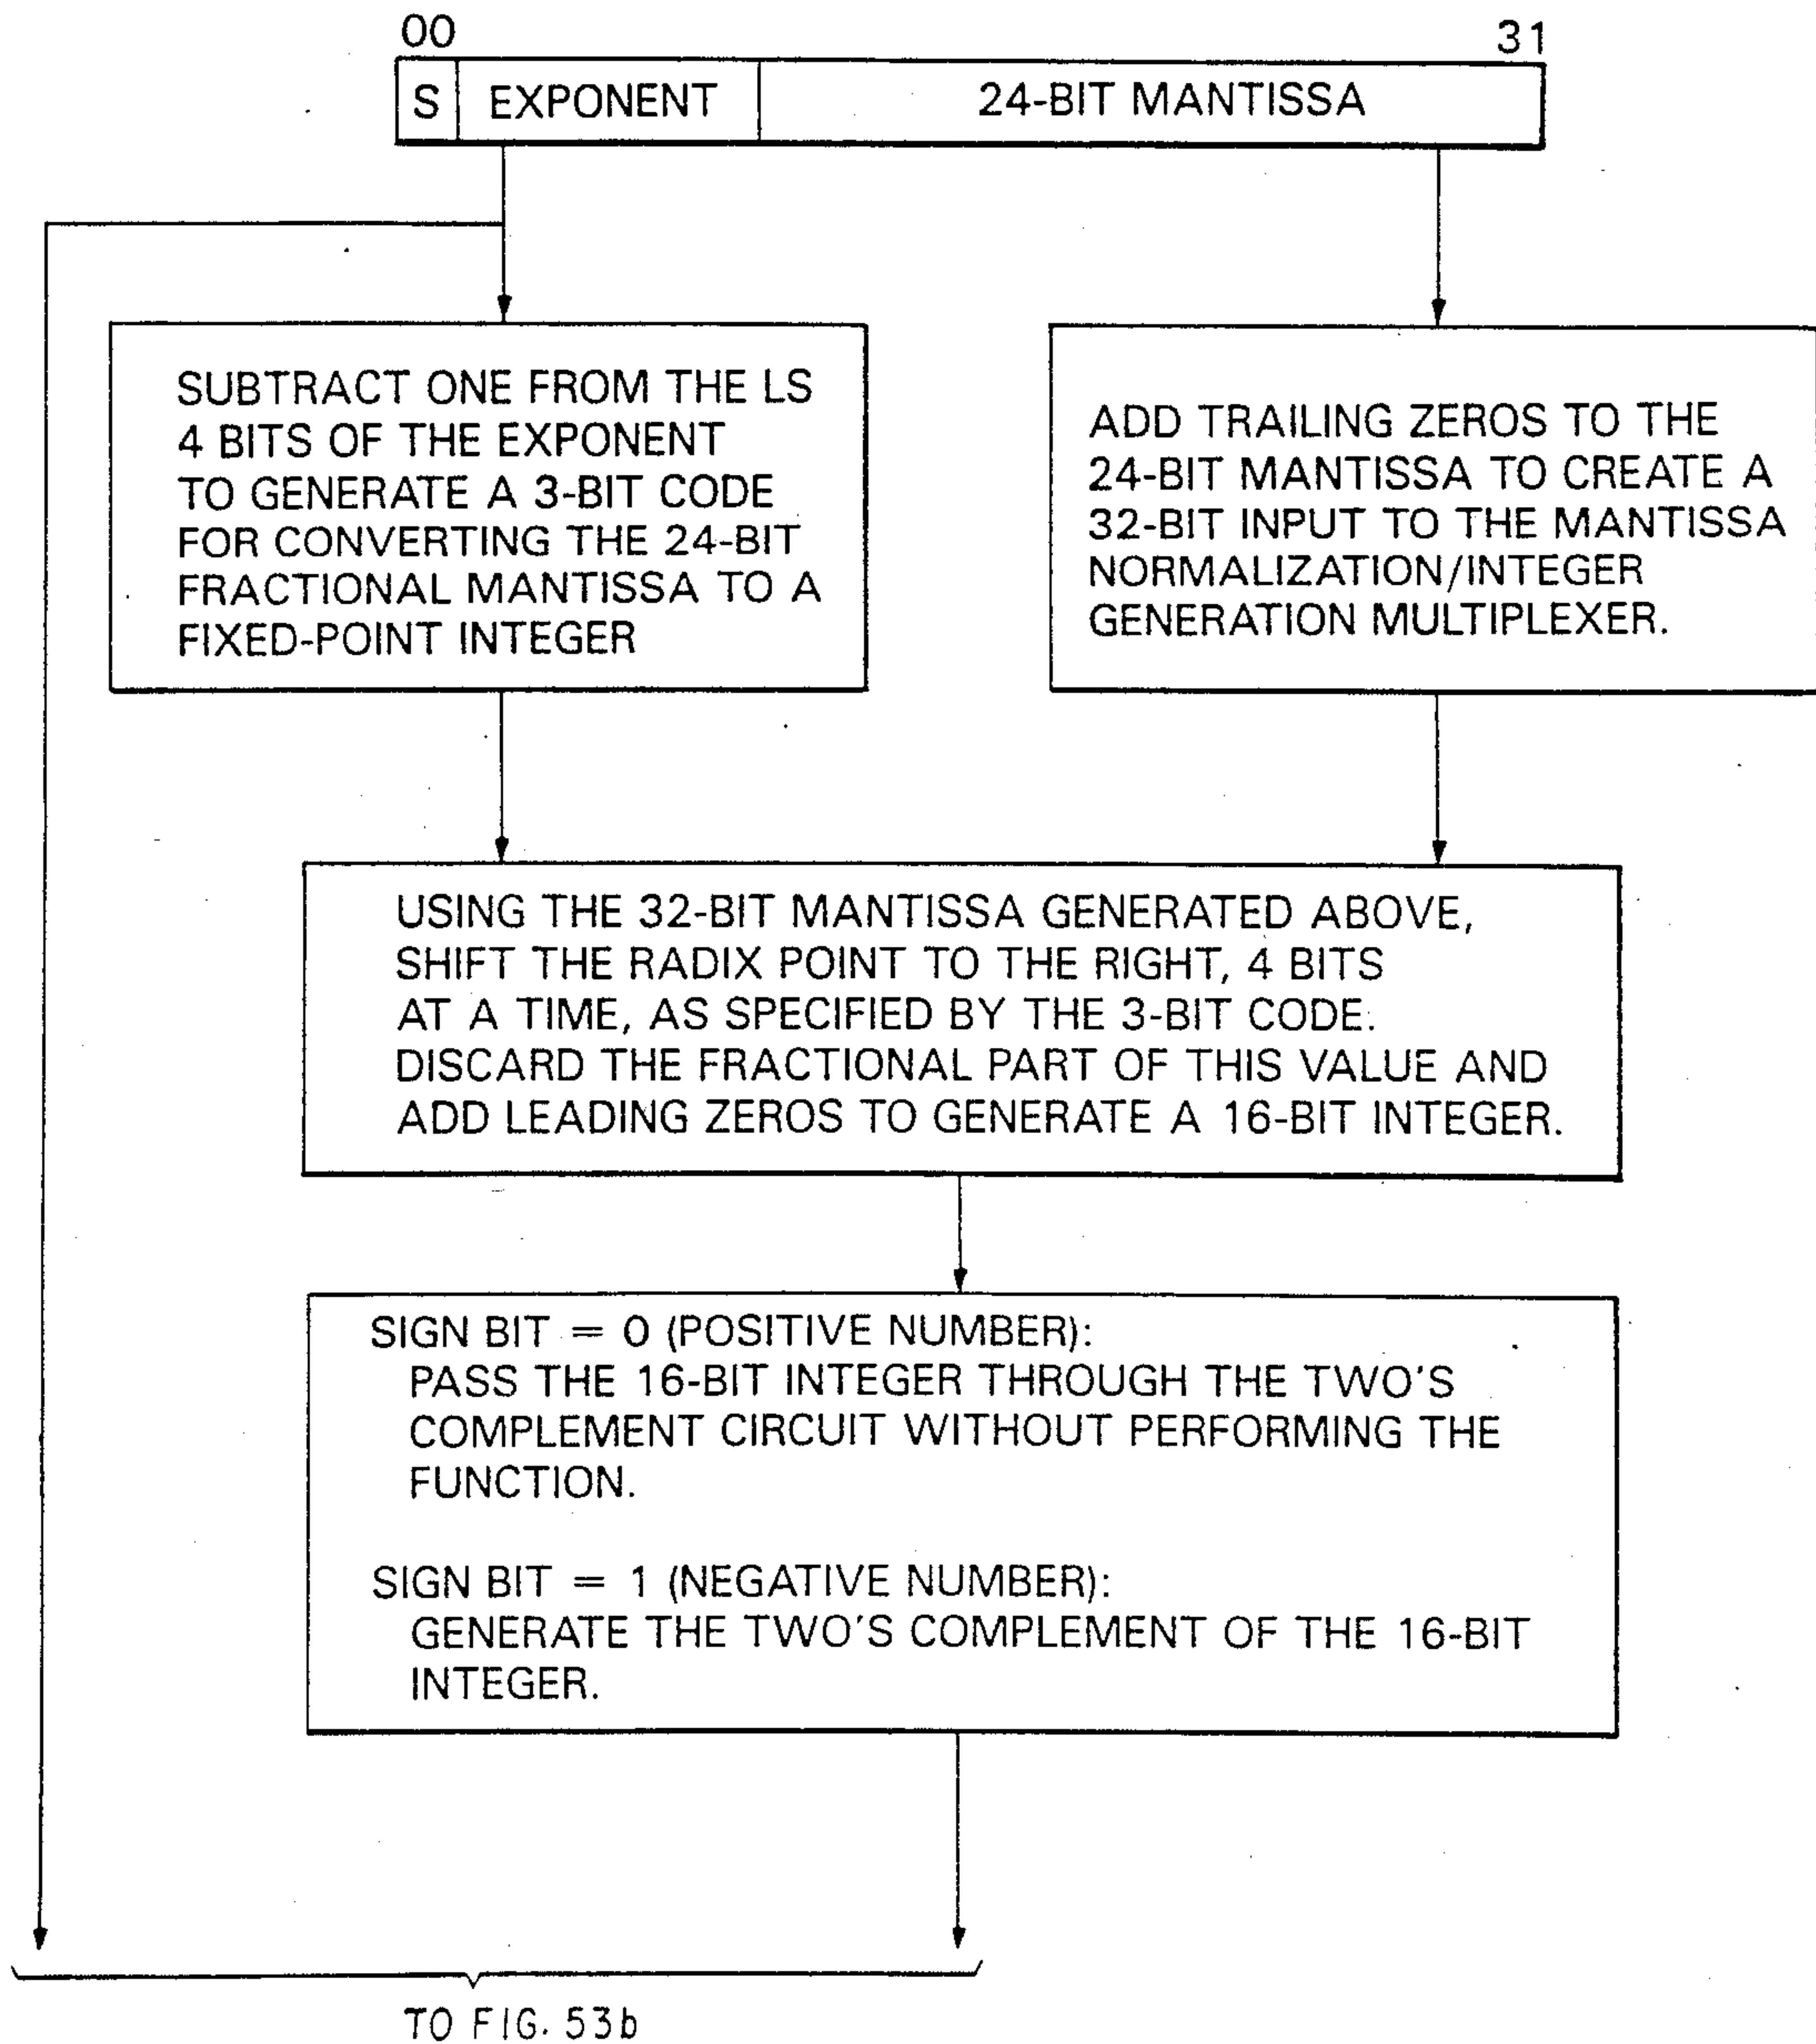 00
31
S
EXPONENT
24-BIT MANTISSA
SUBTRACT ONE FROM THE LS
4 BITS OF THE EXPONENT
TO GENERATE A 3-BIT CODE
FOR CONVERTING THE 24-BIT
FRACTIONAL MANTISSA TO A
FIXED-POINT INTEGER
ADD TRAILING ZEROS TO THE
24-BIT MANTISSA TO CREATE A
32-BIT INPUT TO THE MANTISSA
NORMALIZATION/INTEGER
GENERATION MULTIPLEXER.
USING THE 32-BIT MANTISSA GENERATED ABOVE,
SHIFT THE RADIX POINT TO THE RIGHT, 4 BITS
AT A TIME, AS SPECIFIED BY THE 3-BIT CODE.
DISCARD THE FRACTIONAL PART OF THIS VALUE AND
ADD LEADING ZEROS TO GENERATE A 16-BIT INTEGER.
SIGN BIT = 0 (POSITIVE NUMBER):
PASS THE 16-BIT INTEGER THROUGH THE TWO'S
COMPLEMENT CIRCUIT WITHOUT PERFORMING THE
FUNCTION.
SIGN BIT = 1 (NEGATIVE NUMBER):
GENERATE THE TWO'S COMPLEMENT OF THE 16-BIT
INTEGER.
TO FIG. 53b